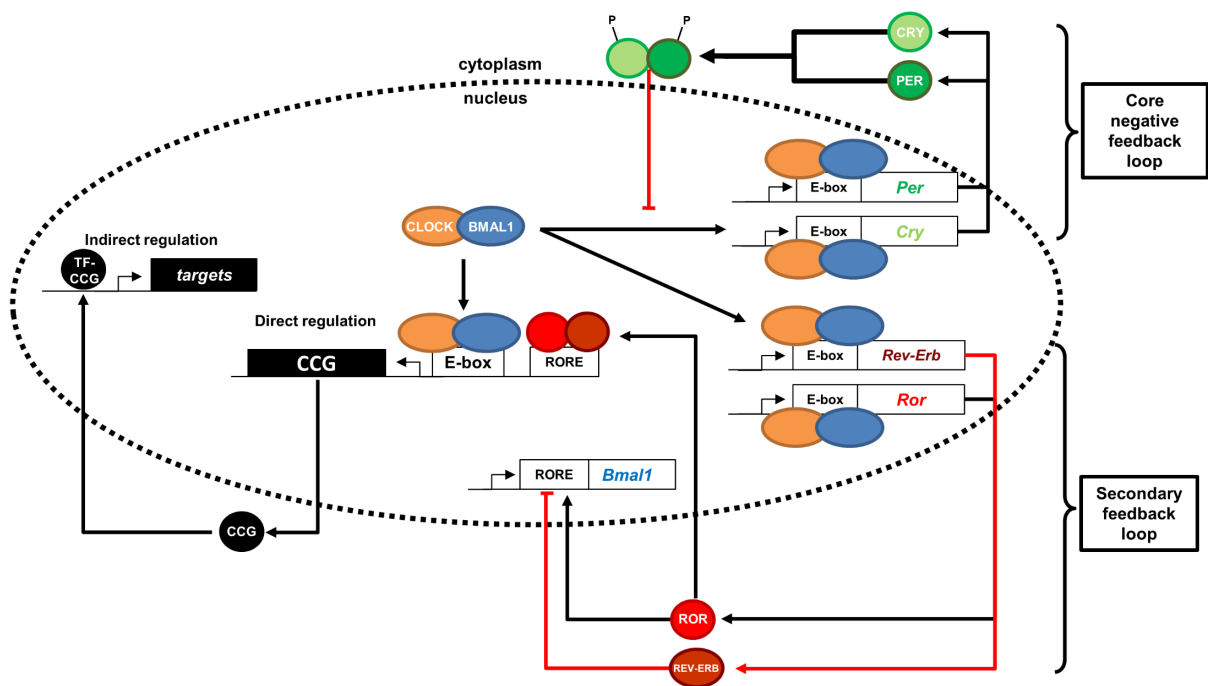 P
P
CRY
PER
cytoplasm
nucleus
Core
negative
feedback
loop
E-box
Per
CLOCK
BMAL1
E-box
Cry
Indirect regulation
TF-
CCG
targets
Direct regulation
CCG
E-box
RORE
E-box
Rev-Erb
E-box
Ror
RORE
Bmal1
CCG
Secondary
feedback
loop
ROR
REV-ERB